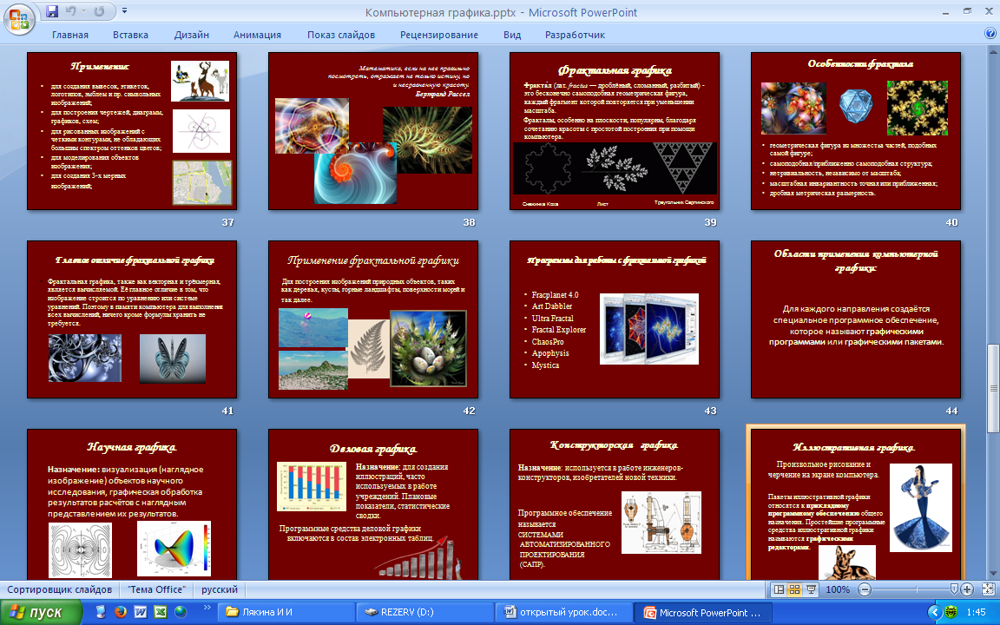 Компьютерная графика.pptx - Microsoft PowerPoint
Главная Вставка Дизайн Анимация Показ слайдов Рецензирование Вид Разработчик
Применение:
• для создания вывесок, этикеток,
логотипов, эмблем и пр. символьных
изображений;
• для построения чертежей, диаграмм,
графиков, схем;
• для рисованных изображений с
четкими контурами, не обладающих
большим спектром оттенков цветов;
• для моделирования объектов
изображения;
• для создания 3-х мерных
изображений;
37
Математика, если на нее правильно
посмотреть, отражает не только истину, но
и несравненную красоту.
Бертранд Рассел
38
Фрактальная графика
Фракта́л (лат. fractus — дроблёный, сломанный, разбитый) -
это бесконечно самоподобная геометрическая фигура,
каждый фрагмент которой повторяется при уменьшении
масштаба.
Фракталы, особенно на плоскости, популярны, благодаря
сочетанию красоты с простотой построения при помощи
компьютера.
Снежинка Коха Лист Треугольник Серпинского
39
Особенности фрактала
• геометрическая фигура из множества частей, подобных
самой фигуре;
• самоподобная/приближенно самоподобная структура;
• нетривиальность, независимо от масштаба;
• масштабная инвариантность точная или приближенная;
• дробная метрическая размерность.
40
Главное отличие фрактальной графики
Фрактальная графика, также как векторная и трёхмерная,
является вычисляемой. Её главное отличие в том, что
изображение строится по уравнению или системе
уравнений. Поэтому в памяти компьютера для выполнения
всех вычислений, ничего кроме формулы хранить не
требуется.
41
Применение фрактальной графики
Для построения изображений природных объектов, таких
как деревья, кусты, горные ландшафты, поверхности морей и
так далее.
42
Программы для работы с фрактальной графикой
• Fracplanet 4.0
• Art Dabbler
• Ultra Fractal
• Fractal Explorer
• ChaosPro
• Apophysis
• Mystica
43
Области применения компьютерной
графики:
Для каждого направления создаётся
специальное программное обеспечение,
которое называют графическими
программами или графическими пакетами.
44
Научная графика
Назначение: визуализация (наглядное
изображение) объектов научного
исследования, графическая обработка
результатов расчётов с наглядным
представлением их результатов.
Деловая графика
Назначение: для создания
иллюстраций, часто
используемых в работе
учреждений. Плановые
показатели, статистические
сводки.
Программные средства деловой графики
включаются в состав электронных таблиц.
Конструкторская графика
Назначение: используется в работе инженеров-
конструкторов, изобретателей новой техники.
Программное обеспечение
называется
СИСТЕМАМИ
АВТОМАТИЗИРОВАННОГО
ПРОЕКТИРОВАНИЯ
(САПР).
Иллюстративная графика
Произвольное рисование и
черчение на экране компьютера.
Пакеты иллюстративной графики
относятся к прикладному
программному обеспечению общего
назначения. Простейшие программные
средства иллюстративной графики
называются графическими
редакторами.
Сортировщик слайдов "Тема Office" русский 100%
пуск Лякина И И REZERV (D:) открытый урок.doc... Microsoft PowerPoint ... 1:45